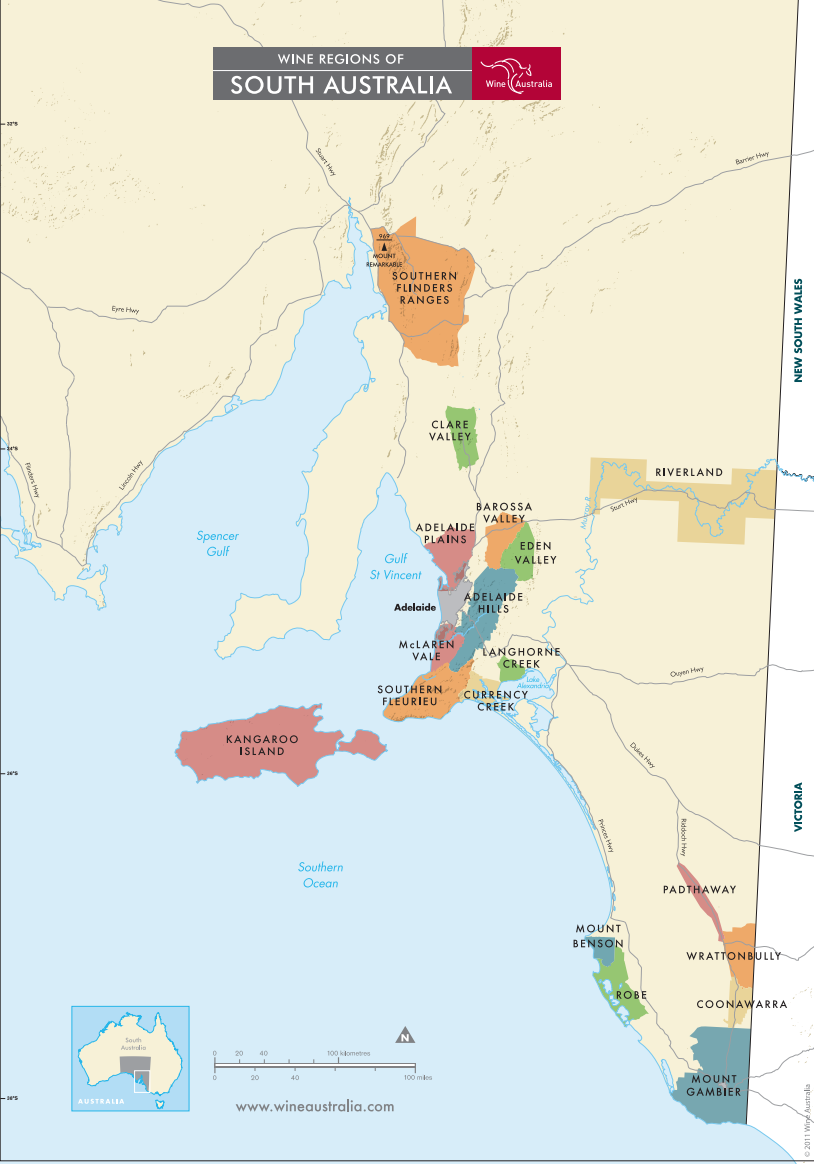 WINE REGIONS OF
SOUTH AUSTRALIA
Wine Australia
32°S
Stuart Hwy
Barrier Hwy
969
MOUNT
REMARKABLE
SOUTHERN
FLINDERS
RANGES
NEW SOUTH WALES
Eyre Hwy
CLARE
VALLEY
34°S
Flinders Hwy
Lincoln Hwy
RIVERLAND
Murray R
Sturt Hwy
BAROSSA
VALLEY
ADELAIDE
PLAINS
Spencer
Gulf
EDEN
VALLEY
Gulf
St Vincent
Adelaide
ADELAIDE
HILLS
McLAREN
VALE
LANGHORNE
CREEK
Ouyen Hwy
Lake
Alexandrina
SOUTHERN
FLEURIEU
CURRENCY
CREEK
KANGAROO
ISLAND
Dukes Hwy
36°S
VICTORIA
Princes Hwy
Riddoch Hwy
Southern
Ocean
PADTHAWAY
MOUNT
BENSON
WRATTONBULLY
ROBE
COONAWARRA
South
Australia
AUSTRALIA
N
0 20 40 100 kilometres
0 20 40 100 miles
www.wineaustralia.com
MOUNT
GAMBIER
38°S
© 2011 Wine Australia